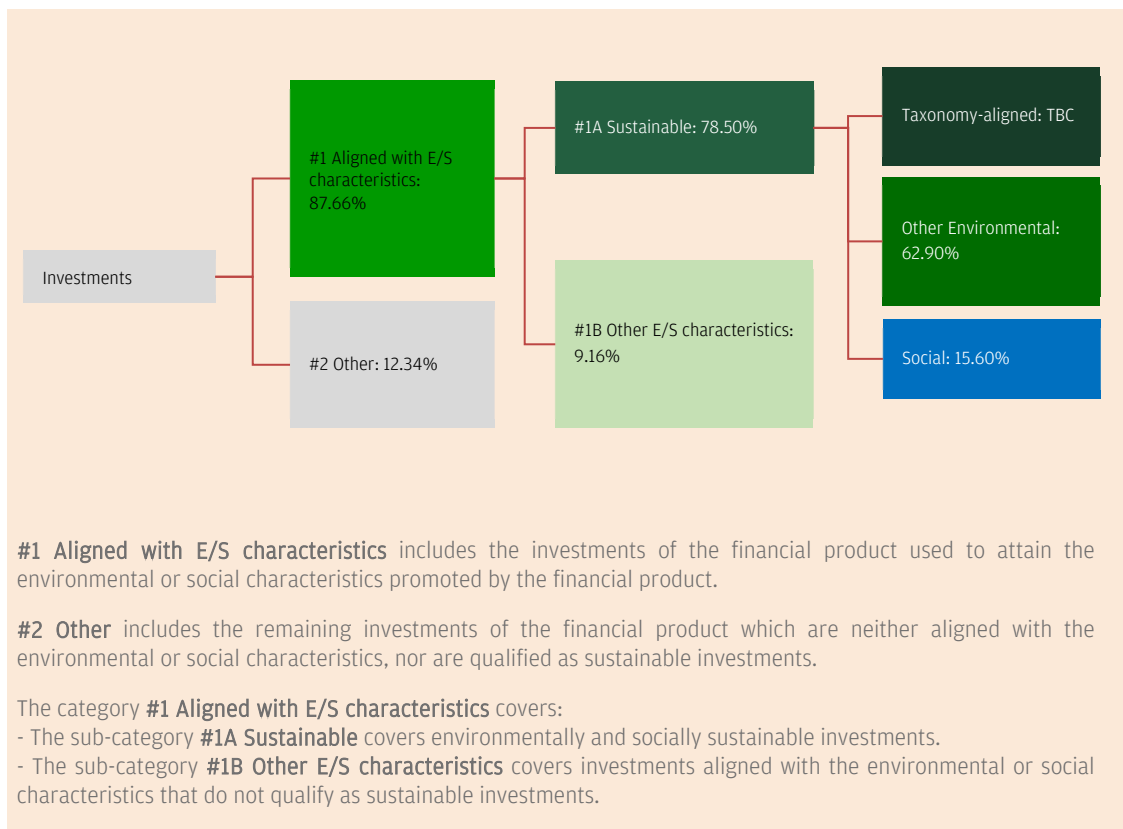 Investments
#1 Aligned with E/S
characteristics:
87.66%
#2 Other: 12.34%
#1A Sustainable: 78.50%
#1B Other E/S characteristics:
9.16%
Taxonomy-aligned: TBC
Other Environmental:
62.90%
Social: 15.60%
#1 Aligned with E/S characteristics includes the investments of the financial product used to attain the
environmental or social characteristics promoted by the financial product.
#2 Other includes the remaining investments of the financial product which are neither aligned with the
environmental or social characteristics, nor are qualified as sustainable investments.
The category #1 Aligned with E/S characteristics covers:
- The sub-category #1A Sustainable covers environmentally and socially sustainable investments.
- The sub-category #1B Other E/S characteristics covers investments aligned with the environmental or social
characteristics that do not qualify as sustainable investments.